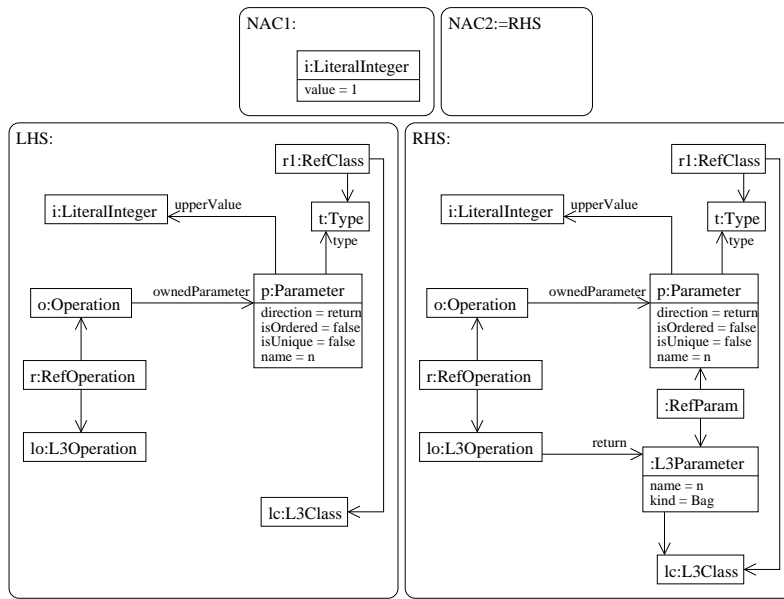 NAC1:
i:LiteralInteger
value = 1
NAC2:=RHS
LHS:
r1:RefClass
i:LiteralInteger
upperValue
t:Type
type
o:Operation
ownedParameter
p:Parameter
direction = return
isOrdered = false
isUnique = false
name = n
r:RefOperation
lo:L3Operation
lc:L3Class
RHS:
r1:RefClass
i:LiteralInteger
upperValue
t:Type
type
o:Operation
ownedParameter
p:Parameter
direction = return
isOrdered = false
isUnique = false
name = n
r:RefOperation
:RefParam
lo:L3Operation
return
:L3Parameter
name = n
kind = Bag
lc:L3Class